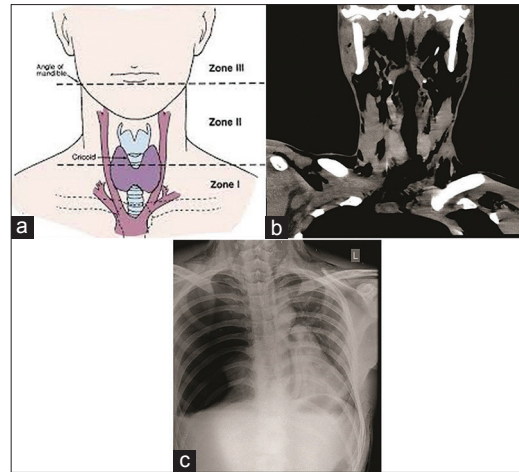 Angle of
mandible
Zone III
Zone II
Cricoid
Zone I
a
b
L
c